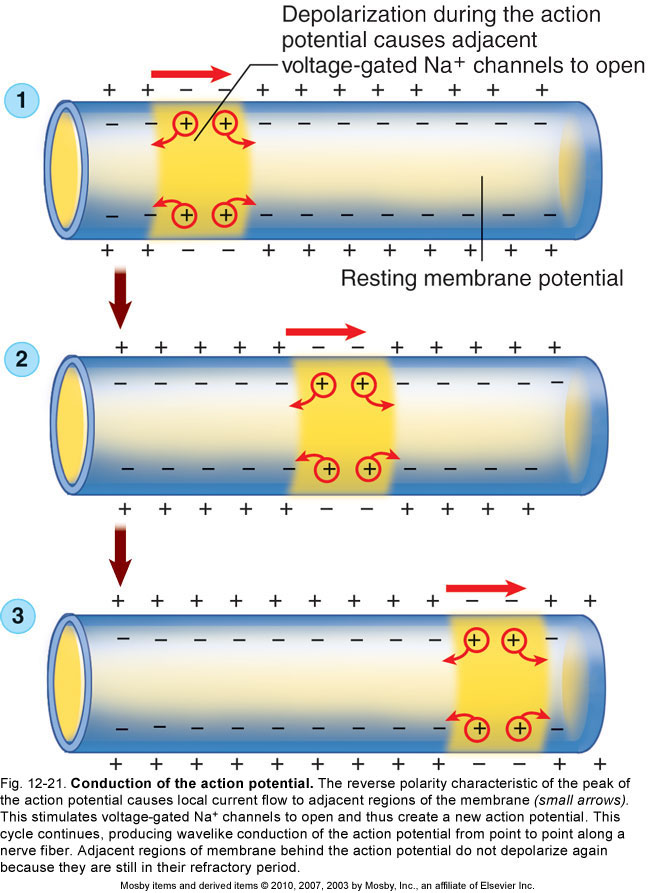 Depolarization during the action
potential causes adjacent
voltage-gated Na⁺ channels to open
1
Resting membrane potential
2
3
Fig. 12-21. Conduction of the action potential. The reverse polarity characteristic of the peak of
the action potential causes local current flow to adjacent regions of the membrane (small arrows).
This stimulates voltage-gated Na⁺ channels to open and thus create a new action potential. This
cycle continues, producing wavelike conduction of the action potential from point to point along a
nerve fiber. Adjacent regions of membrane behind the action potential do not depolarize again
because they are still in their refractory period.
Mosby items and derived items © 2010, 2007, 2003 by Mosby, Inc., an affiliate of Elsevier Inc.